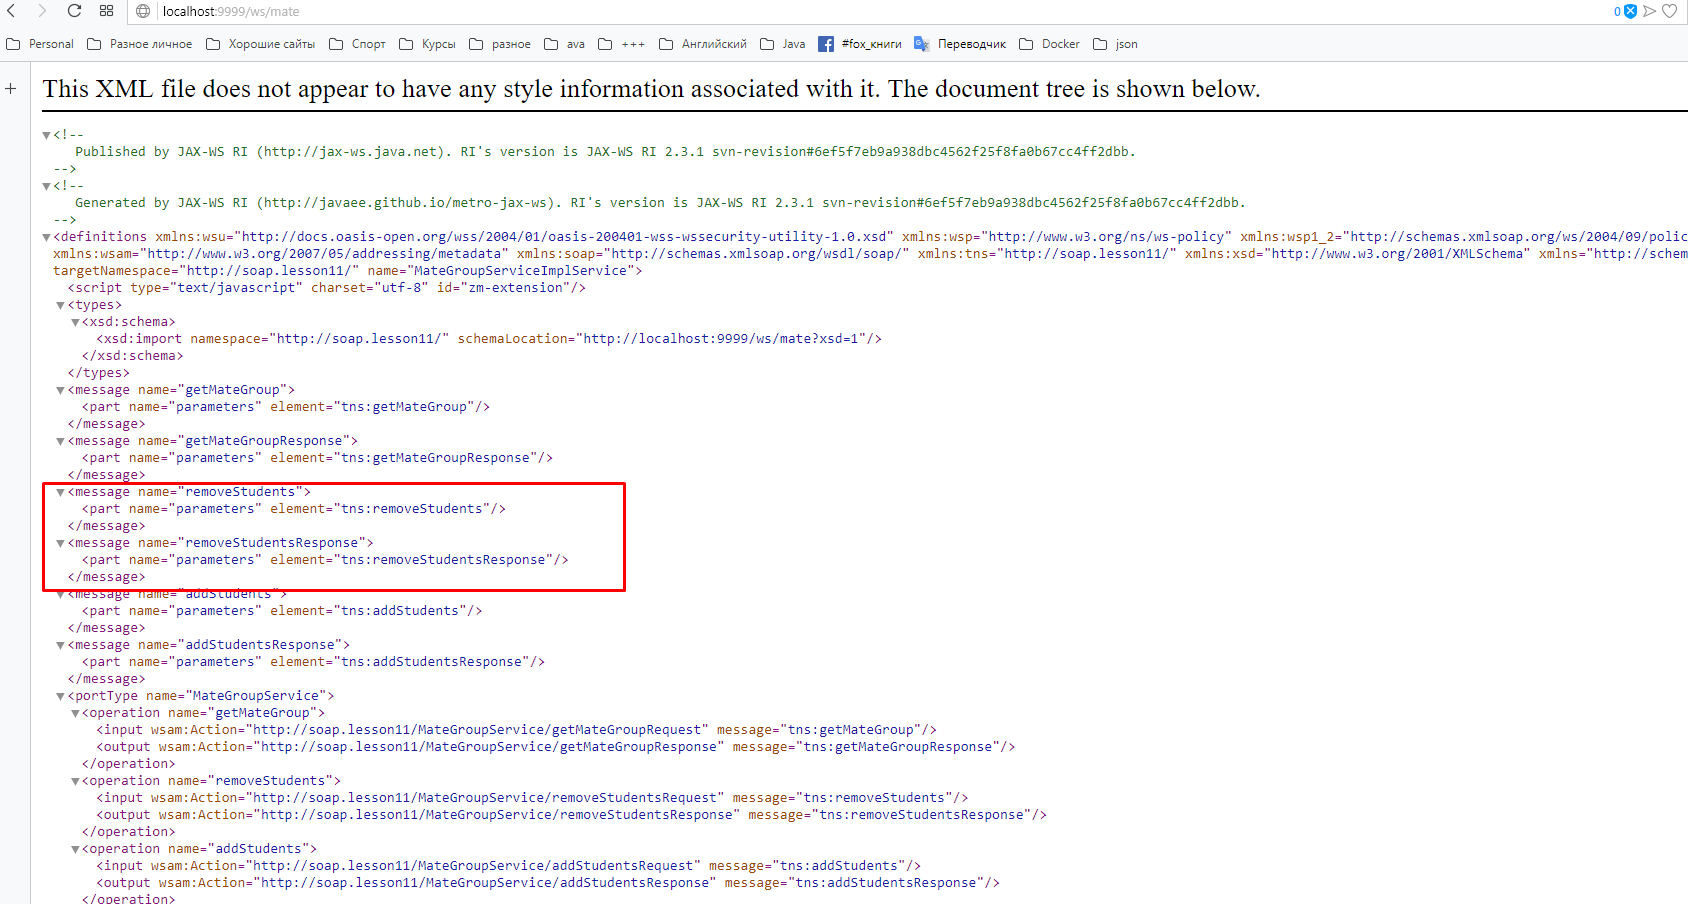 localhost:9999/ws/mate
0
Personal Разное личное Хорошие сайты Спорт Курсы разное ava +++ Английский Java #fox_книги Переводчик Docker json
This XML file does not appear to have any style information associated with it. The document tree is shown below.
<!--
Published by JAX-WS RI (http://jax-ws.java.net). RI's version is JAX-WS RI 2.3.1 svn-revision#6ef5f7eb9a938dbc4562f25f8fa0b67cc4ff2dbb.
-->
<!--
Generated by JAX-WS RI (http://javaee.github.io/metro-jax-ws). RI's version is JAX-WS RI 2.3.1 svn-revision#6ef5f7eb9a938dbc4562f25f8fa0b67cc4ff2dbb.
-->
<definitions xmlns:wsu="http://docs.oasis-open.org/wss/2004/01/oasis-200401-wss-wssecurity-utility-1.0.xsd" xmlns:wsp="http://www.w3.org/ns/ws-policy" xmlns:wsp1_2="http://schemas.xmlsoap.org/ws/2004/09/polic
xmlns:wsam="http://www.w3.org/2007/05/addressing/metadata" xmlns:soap="http://schemas.xmlsoap.org/wsdl/soap/" xmlns:tns="http://soap.lesson11/" xmlns:xsd="http://www.w3.org/2001/XMLSchema" xmlns="http://schem
targetNamespace="http://soap.lesson11/" name="MateGroupServiceImplService">
<script type="text/javascript" charset="utf-8" id="zm-extension"/>
<types>
<xsd:schema>
<xsd:import namespace="http://soap.lesson11/" schemaLocation="http://localhost:9999/ws/mate?xsd=1"/>
</xsd:schema>
</types>
<message name="getMateGroup">
<part name="parameters" element="tns:getMateGroup"/>
</message>
<message name="getMateGroupResponse">
<part name="parameters" element="tns:getMateGroupResponse"/>
</message>
<message name="removeStudents">
<part name="parameters" element="tns:removeStudents"/>
</message>
<message name="removeStudentsResponse">
<part name="parameters" element="tns:removeStudentsResponse"/>
</message>
<message name="addStudents">
<part name="parameters" element="tns:addStudents"/>
</message>
<message name="addStudentsResponse">
<part name="parameters" element="tns:addStudentsResponse"/>
</message>
<portType name="MateGroupService">
<operation name="getMateGroup">
<input wsam:Action="http://soap.lesson11/MateGroupService/getMateGroupRequest" message="tns:getMateGroup"/>
<output wsam:Action="http://soap.lesson11/MateGroupService/getMateGroupResponse" message="tns:getMateGroupResponse"/>
</operation>
<operation name="removeStudents">
<input wsam:Action="http://soap.lesson11/MateGroupService/removeStudentsRequest" message="tns:removeStudents"/>
<output wsam:Action="http://soap.lesson11/MateGroupService/removeStudentsResponse" message="tns:removeStudentsResponse"/>
</operation>
<operation name="addStudents">
<input wsam:Action="http://soap.lesson11/MateGroupService/addStudentsRequest" message="tns:addStudents"/>
<output wsam:Action="http://soap.lesson11/MateGroupService/addStudentsResponse" message="tns:addStudentsResponse"/>
</operation>